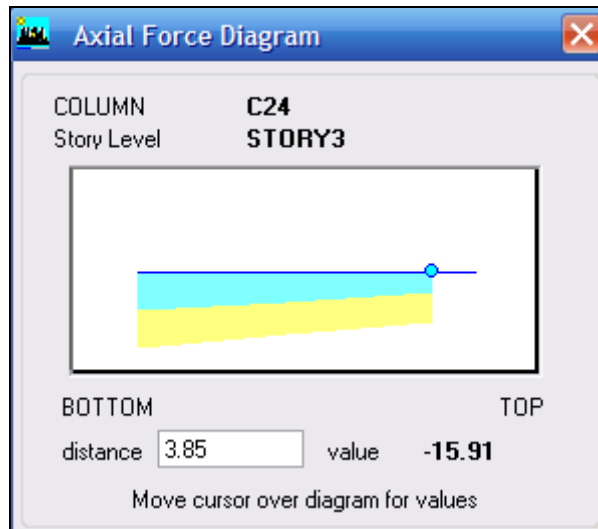 Axial Force Diagram
COLUMN C24
Story Level STORY3
BOTTOM TOP
distance 3.85 value -15.91
Move cursor over diagram for values